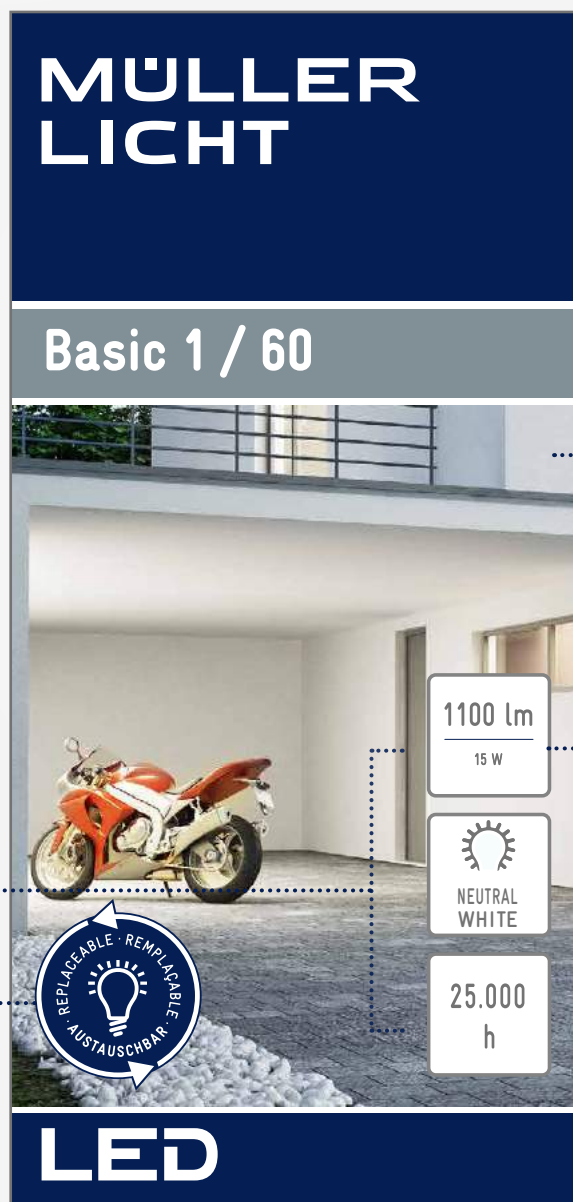 MÜLLER
LICHT
Basic 1 / 60
1100 lm
15 W
NEUTRAL
WHITE
REPLACEABLE · REMPLAÇABLE · AUSTAUSCHBAR ·
25.000
h
LED